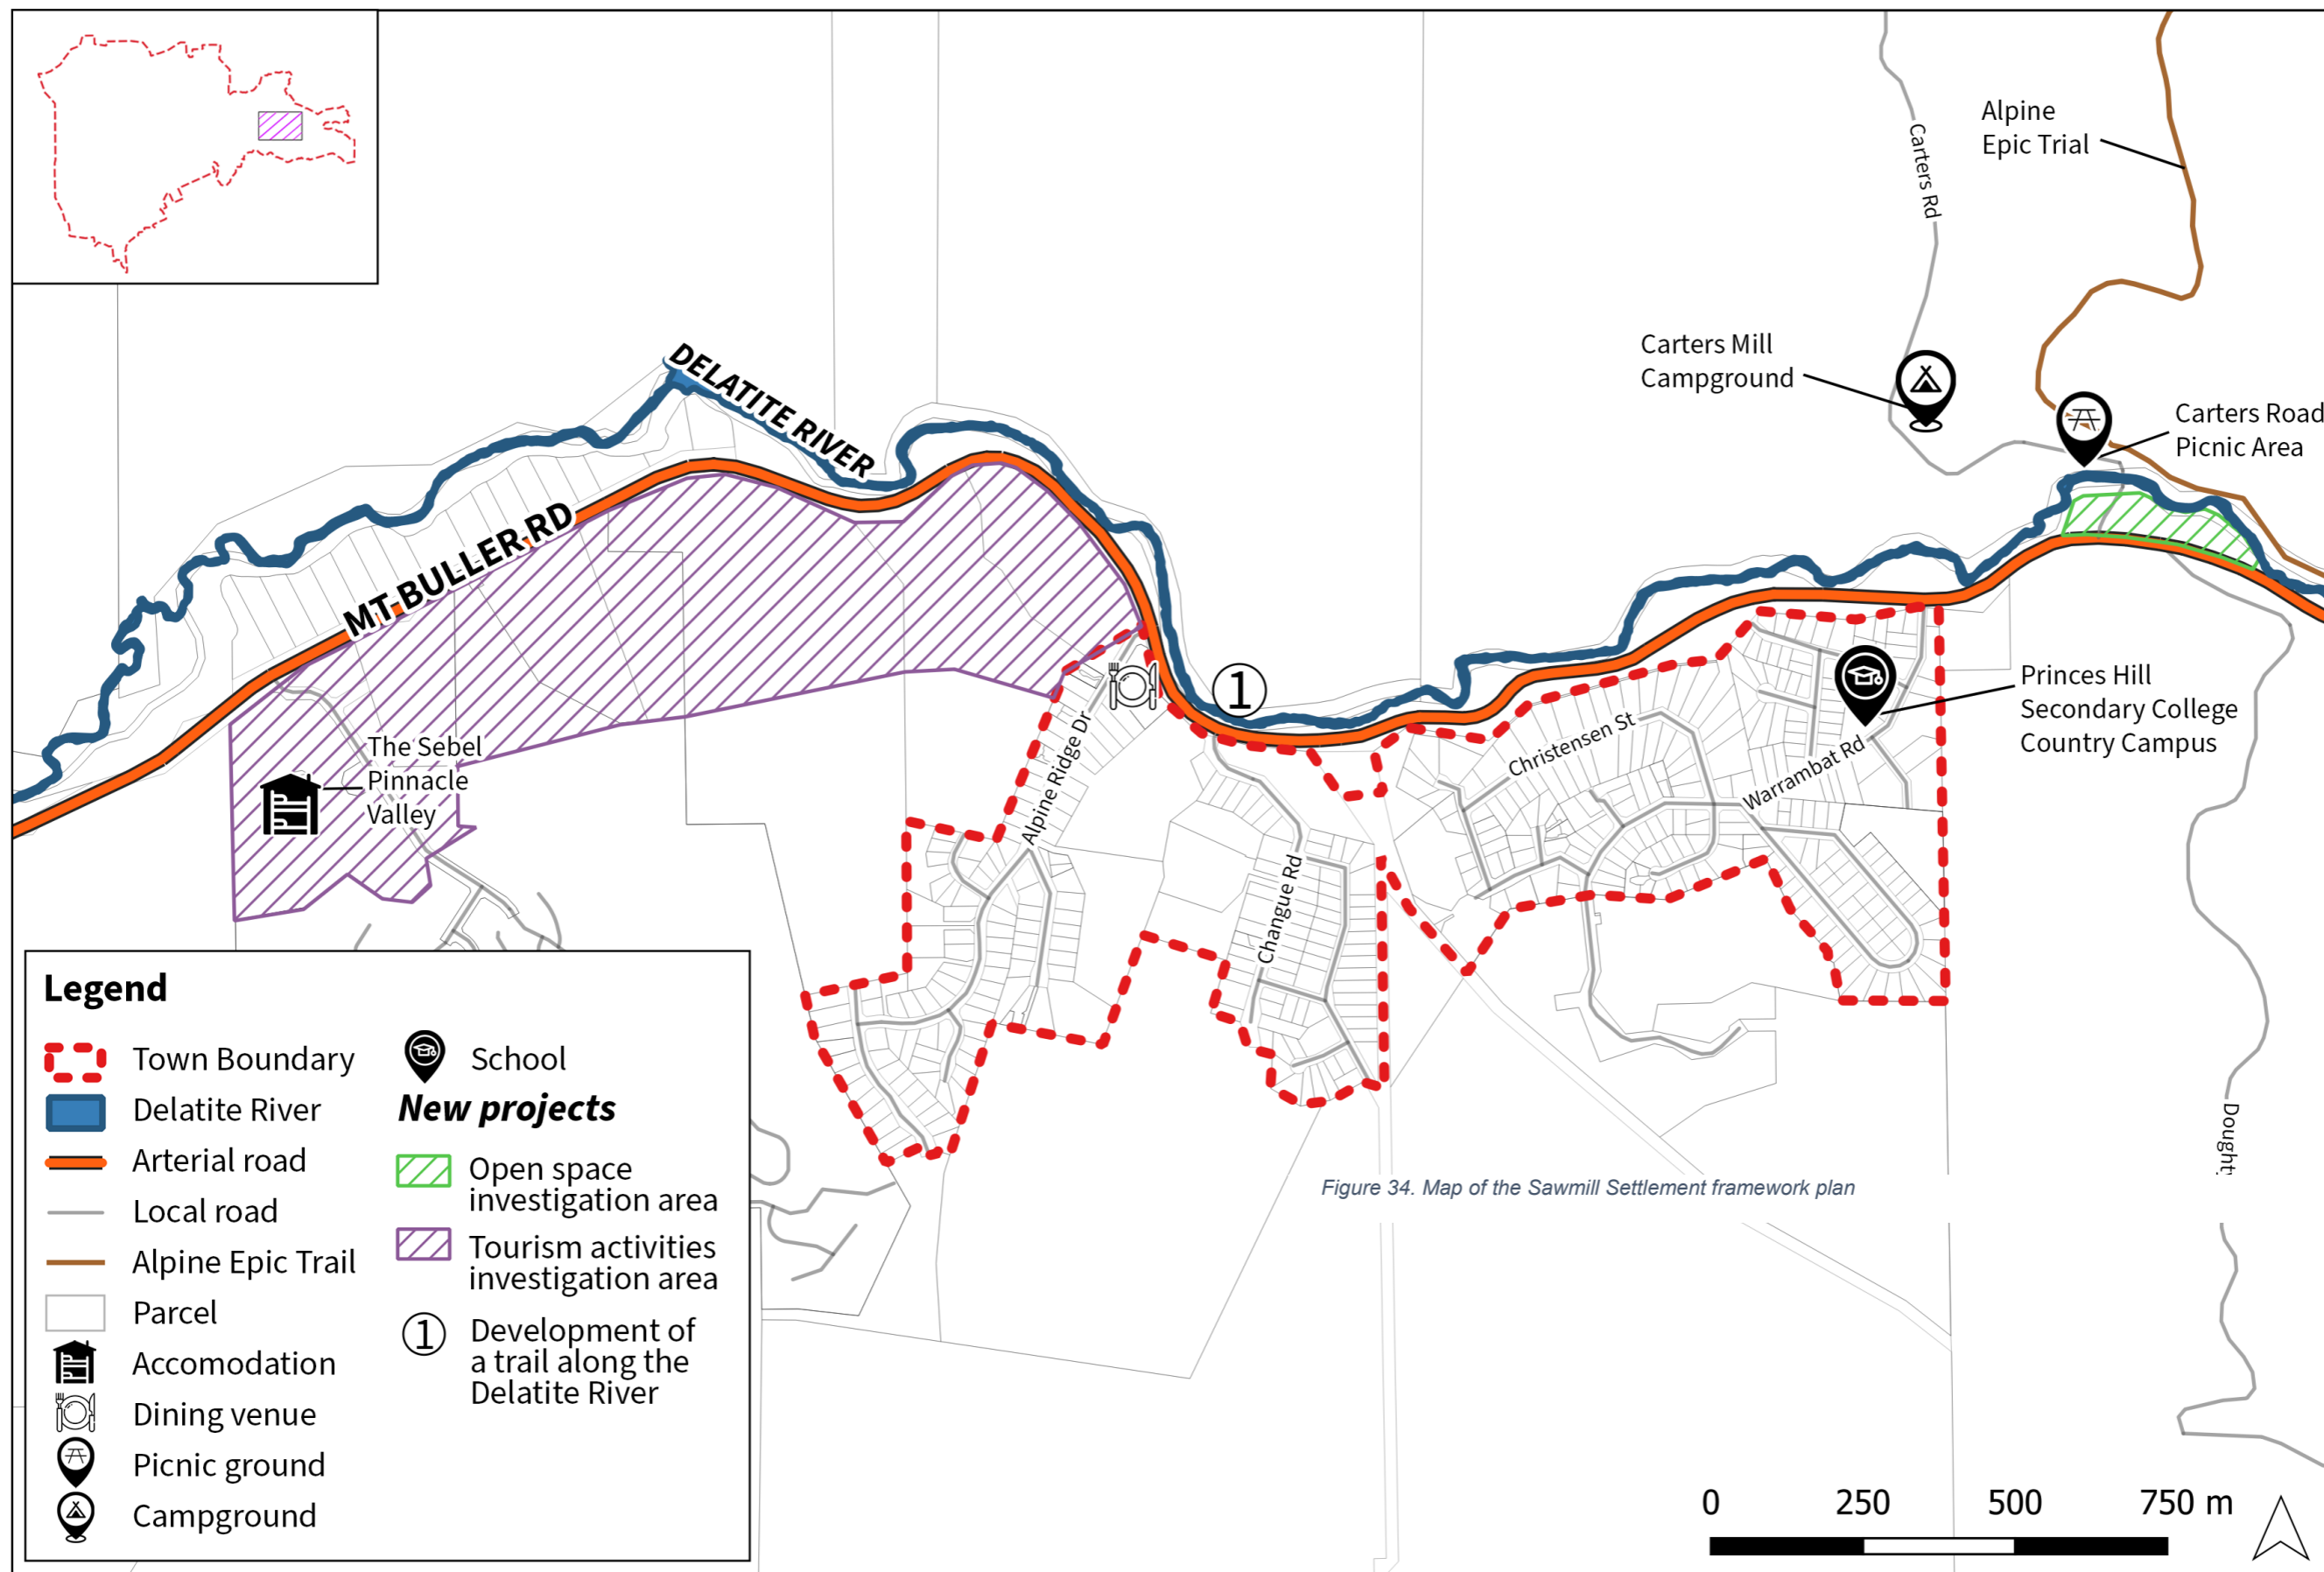 Alpine
Epic Trial
Carters Rd
Carters Mill
Campground
Carters Road
Picnic Area
DELATITE RIVER
MT BULLER RD
The Sebel
Pinnacle
Valley
1
Alpine Ridge Dr
Changue Rd
Christensen St
Warrambat Rd
Princes Hill
Secondary College
Country Campus
Dought
Figure 34. Map of the Sawmill Settlement framework plan
Legend
Town Boundary
Delatite River
Arterial road
Local road
Alpine Epic Trail
Parcel
Accomodation
Dining venue
Picnic ground
Campground
School
New projects
Open space
investigation area
Tourism activities
investigation area
1 Development of
a trail along the
Delatite River
0 250 500 750 m